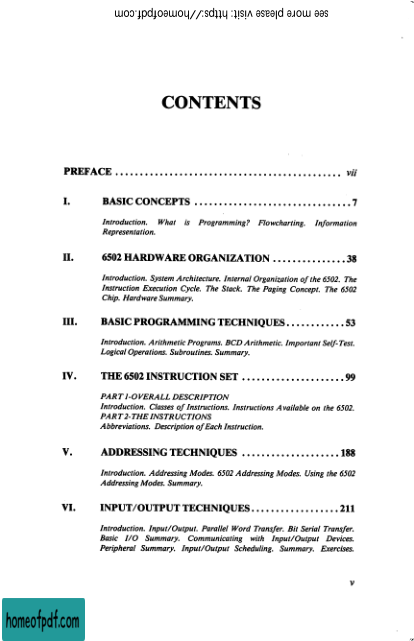 see more please visit: https://homeofpdf.com
CONTENTS
PREFACE ............................................. vii
I. BASIC CONCEPTS ................................ 7
Introduction. What is Programming? Flowcharting. Information
Representation.
II. 6502 HARDWARE ORGANIZATION ............... 38
Introduction. System Architecture. Internal Organization of the 6502. The
Instruction Execution Cycle. The Stack. The Paging Concept. The 6502
Chip. Hardware Summary.
III. BASIC PROGRAMMING TECHNIQUES............ 53
Introduction. Arithmetic Programs. BCD Arithmetic. Important Self-Test.
Logical Operations. Subroutines. Summary.
IV. THE 6502 INSTRUCTION SET ..................... 99
PART 1-OVERALL DESCRIPTION
Introduction. Classes of Instructions. Instructions Available on the 6502.
PART 2-THE INSTRUCTIONS
Abbreviations. Description of Each Instruction.
V. ADDRESSING TECHNIQUES .................... 188
Introduction. Addressing Modes. 6502 Addressing Modes. Using the 6502
Addressing Modes. Summary.
VI. INPUT/OUTPUT TECHNIQUES.................. 211
Introduction. Input/Output. Parallel Word Transfer. Bit Serial Transfer.
Basic I/O Summary. Communicating with Input/Output Devices.
Peripheral Summary. Input/Output Scheduling. Summary. Exercises.
v
homeofpdf.com